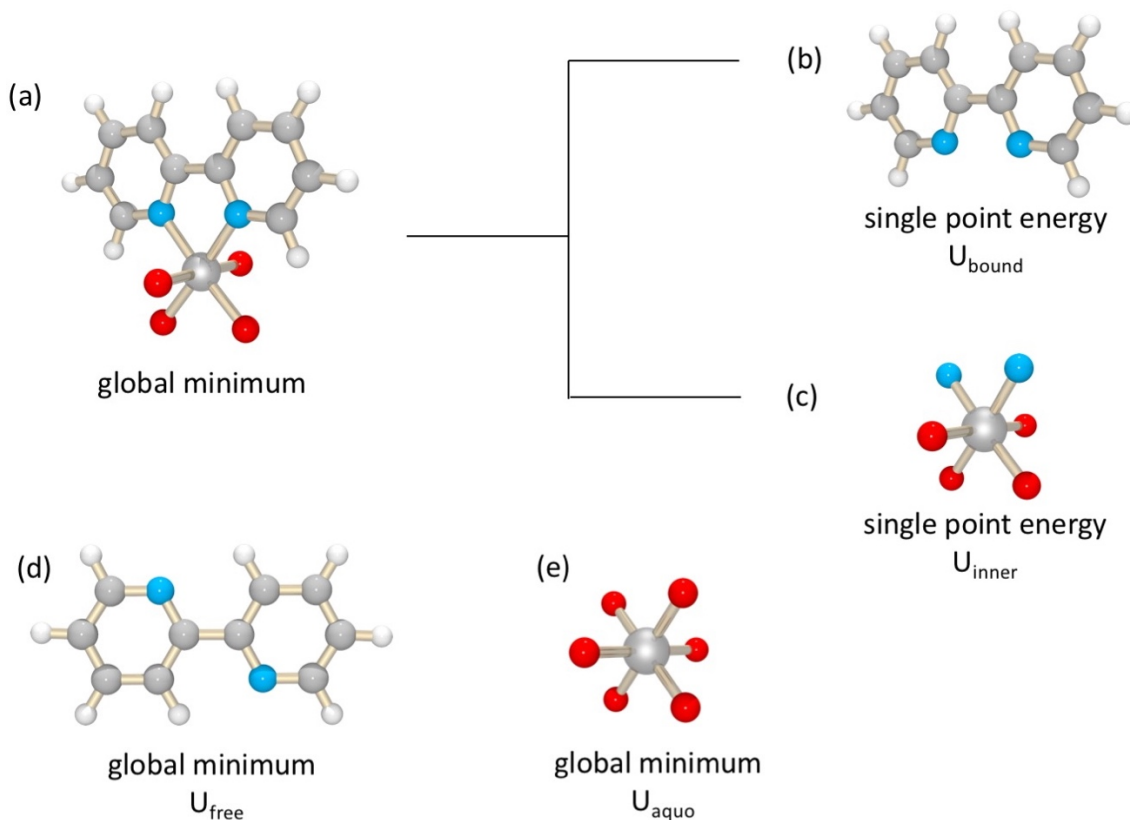 (a)
global minimum
(b)
single point energy
U_bound
(c)
single point energy
U_inner
(d)
global minimum
U_free
(e)
global minimum
U_aquo